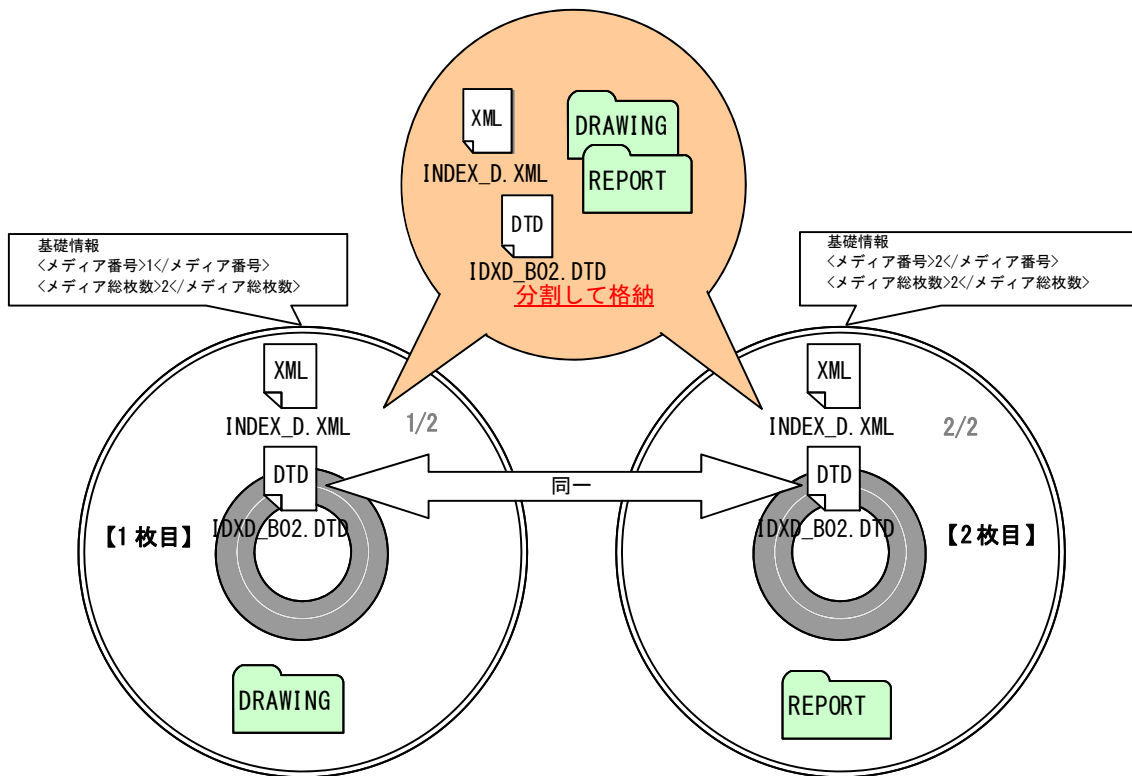 XML
INDEX_D.XML
DRAWING
REPORT
DTD
IDXD_B02.DTD
分割して格納
基礎情報
<メディア番号>1</メディア番号>
<メディア総枚数>2</メディア総枚数>
基礎情報
<メディア番号>2</メディア番号>
<メディア総枚数>2</メディア総枚数>
XML
INDEX_D.XML
1/2
DTD
IDXD_B02.DTD
【1枚目】
DRAWING
同一
XML
INDEX_D.XML
2/2
DTD
IDXD_B02.DTD
【2枚目】
REPORT